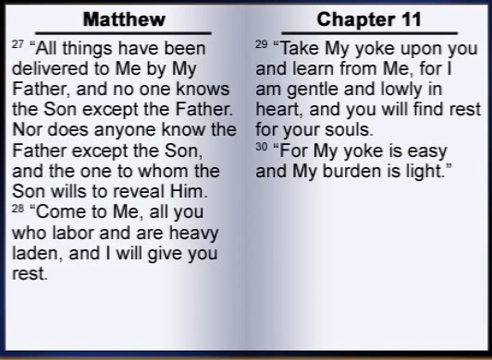 Matthew
27 “All things have been
delivered to Me by My
Father, and no one knows
the Son except the Father.
Nor does anyone know the
Father except the Son,
and the one to whom the
Son wills to reveal Him.
28 “Come to Me, all you
who labor and are heavy
laden, and I will give you
rest.
Chapter 11
29 “Take My yoke upon you
and learn from Me, for I
am gentle and lowly in
heart, and you will find rest
for your souls.
30 “For My yoke is easy
and My burden is light.”